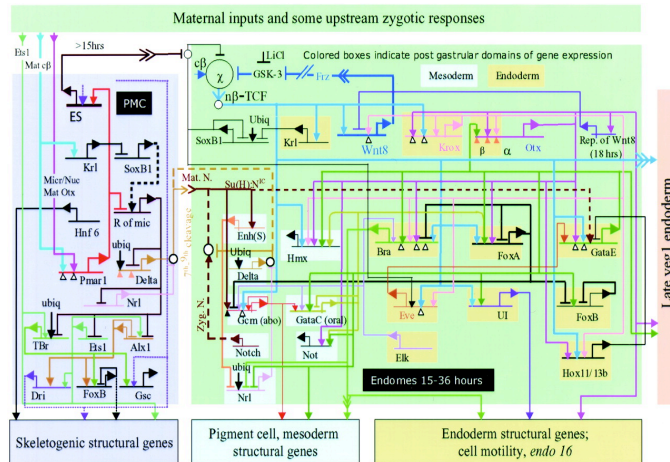 Maternal inputs and some upstream zygotic responses
Ets1
Mat cβ
>15hrs
PMC
ES
Krl
SoxB1
Micr/Nuc
Mat Otx
R of mic
Hnf 6
ubiq
Pmar1
Delta
Nrl
ubiq
TBr
Ets1
Alx1
Dri
FoxB
Gsc
Skeletogenic structural genes
Colored boxes indicate post gastrular domains of gene expression
LiCl
cβ
χ
GSK-3
Frz
Mesoderm
Endoderm
nβ-TCF
Ubiq
SoxB1
Krl
Wnt8
Krox
β
α
Otx
Rep. of Wnt8
(18 hrs)
Mat. N.
Su(H):N
Enh(S)
Ubiq
Delta
Hmx
Bra
FoxA
GataE
Zyg. N.
Gcm (abo)
GataC (oral)
Eve
UI
FoxB
Notch
Not
Elk
ubiq
Nrl
Endomes 15-36 hours
Hox11/13b
Pigment cell, mesoderm
structural genes
Endoderm structural genes;
cell motility, endo 16